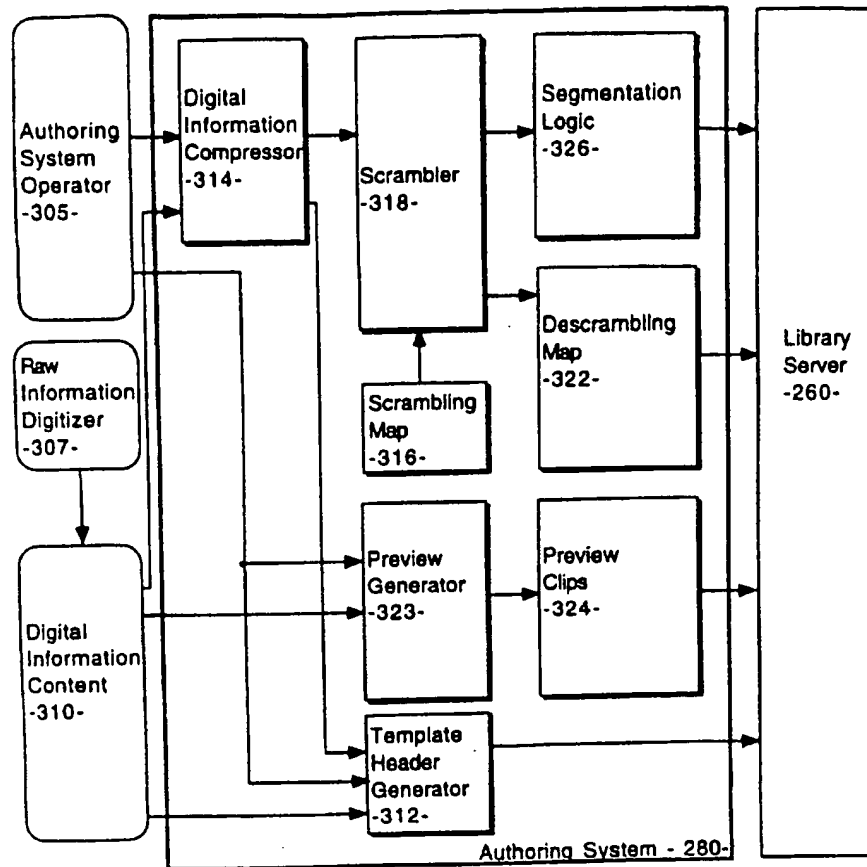 Authoring
System
Operator
-305-
Raw
Information
Digitizer
-307-
Digital
Information
Content
-310-
Digital
Information
Compressor
-314-
Scrambler
-318-
Scrambling
Map
-316-
Segmentation
Logic
-326-
Descrambling
Map
-322-
Preview
Generator
-323-
Preview
Clips
-324-
Template
Header
Generator
-312-
Authoring System - 280-
Library
Server
-260-